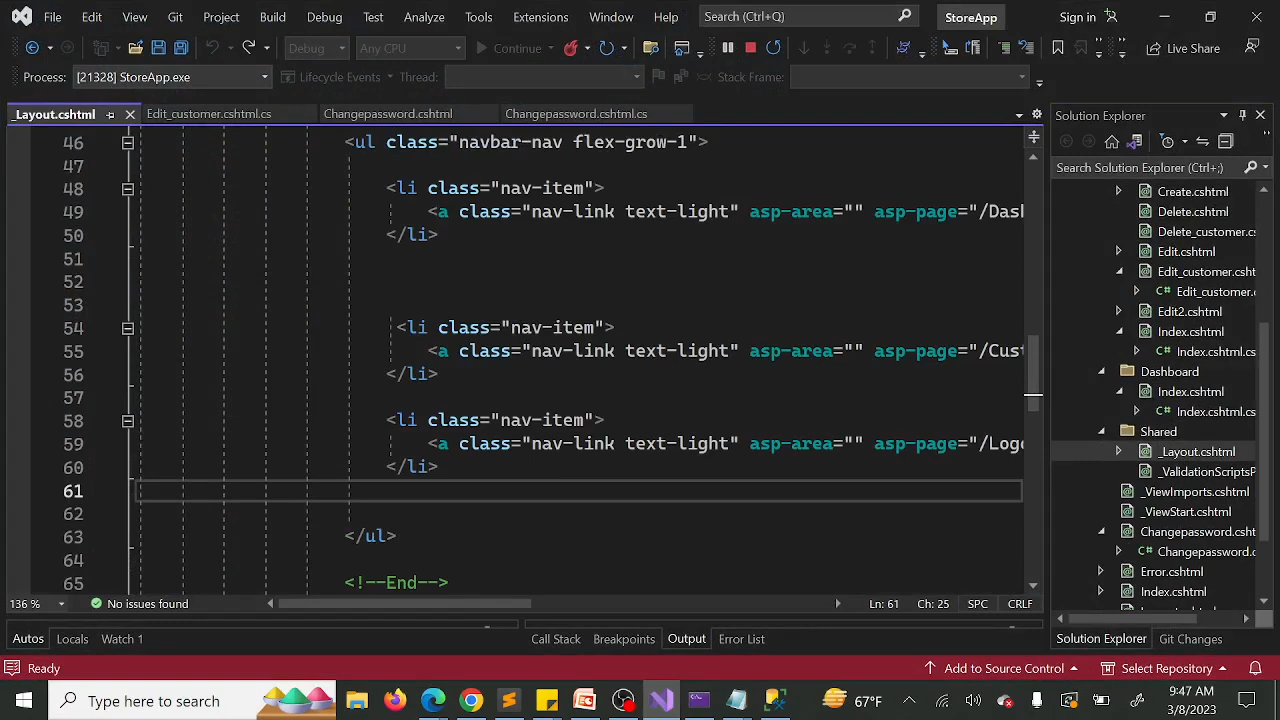 File Edit View Git Project Build Debug Test Analyze Tools Extensions Window Help Search (Ctrl+Q) StoreApp Sign in
Debug Any CPU Continue Live Share
Process: [21328] StoreApp.exe Lifecycle Events Thread: Stack Frame:
_Layout.cshtml Edit_customer.cshtml.cs Changepassword.cshtml Changepassword.cshtml.cs
46 <ul class="navbar-nav flex-grow-1">
47
48 <li class="nav-item">
49 <a class="nav-link text-light" asp-area="" asp-page="/Das
50 </li>
51
52
53
54 <li class="nav-item">
55 <a class="nav-link text-light" asp-area="" asp-page="/Cust
56 </li>
57
58 <li class="nav-item">
59 <a class="nav-link text-light" asp-area="" asp-page="/Logo
60 </li>
61
62
63 </ul>
64
65 <!--End-->
136 % No issues found Ln: 61 Ch: 25 SPC CRLF
Autos Locals Watch 1 Call Stack Breakpoints Output Error List
Solution Explorer
Search Solution Explorer (Ctrl+;)
Create.cshtml
Delete.cshtml
Delete_customer.cs
Edit.cshtml
Edit_customer.csht
C# Edit_customer.c
Edit2.cshtml
Index.cshtml
C# Index.cshtml.cs
Dashboard
Index.cshtml
C# Index.cshtml.cs
Shared
_Layout.cshtml
_ValidationScriptsP
_ViewImports.cshtml
_ViewStart.cshtml
Changepassword.csht
Changepassword.c
Error.cshtml
Index.cshtml
Solution Explorer Git Changes
Ready Add to Source Control Select Repository
Type here to search 67°F 3:47 AM
3/8/2023